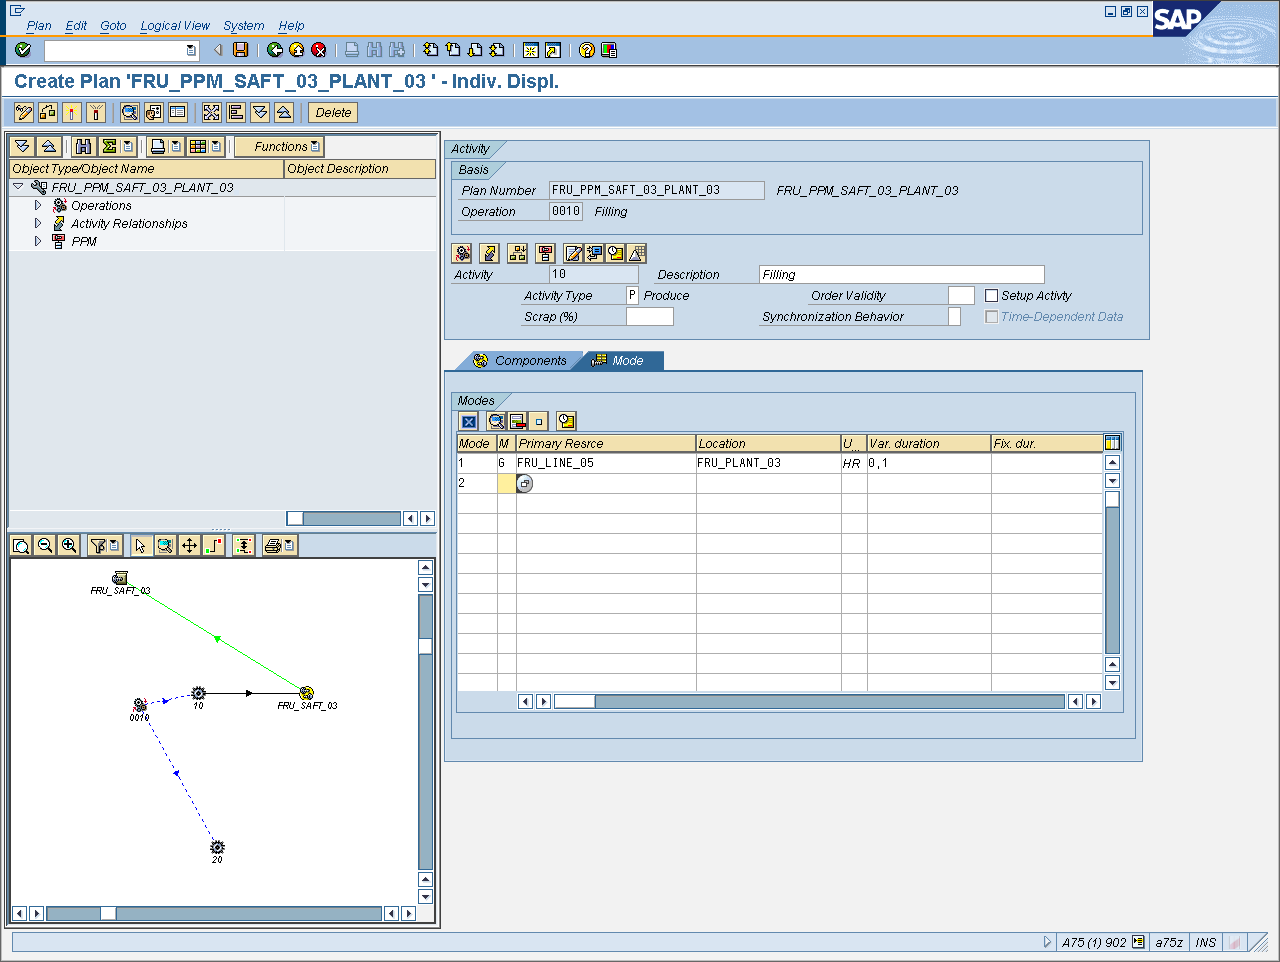 Plan Edit Goto Logical View System Help
SAP
Create Plan 'FRU_PPM_SAFT_03_PLANT_03 ' - Indiv. Displ.
Delete
Functions
Object Type/Object Name Object Description
FRU_PPM_SAFT_03_PLANT_03
Operations
Activity Relationships
PPM
Activity
Basis
Plan Number FRU_PPM_SAFT_03_PLANT_03 FRU_PPM_SAFT_03_PLANT_03
Operation 0010 Filling
Activity 10 Description Filling
Activity Type P Produce Order Validity Setup Activty
Scrap (%) Synchronization Behavior Time-Dependent Data
Components Mode
Modes
Mode M Primary Resrce Location U... Var. duration Fix. dur.
1 G FRU_LINE_05 FRU_PLANT_03 HR 0,1
2
FRU_SAFT_03
10
FRU_SAFT_03
0010
20
A75 (1) 902 a75z INS